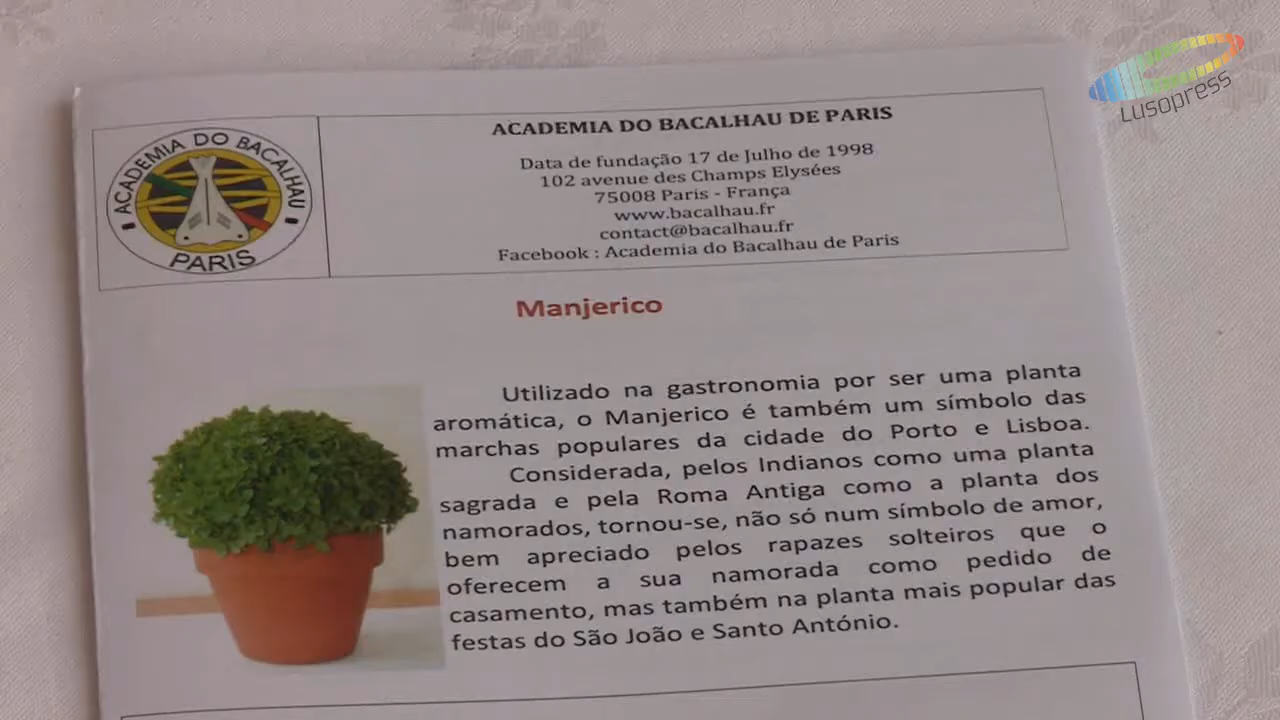 Lusopress
ACADEMIA DO BACALHAU
PARIS
ACADEMIA DO BACALHAU DE PARIS
Data de fundação 17 de Julho de 1998
102 avenue des Champs Elysées
75008 Paris - França
www.bacalhau.fr
contact@bacalhau.fr
Facebook : Academia do Bacalhau de Paris
Manjerico
Utilizado na gastronomia por ser uma planta
aromática, o Manjerico é também um símbolo das
marchas populares da cidade do Porto e Lisboa.
Considerada, pelos Indianos como uma planta
sagrada e pela Roma Antiga como a planta dos
namorados, tornou-se, não só num símbolo de amor,
bem apreciado pelos rapazes solteiros que o
oferecem a sua namorada como pedido de
casamento, mas também na planta mais popular das
festas do São João e Santo António.